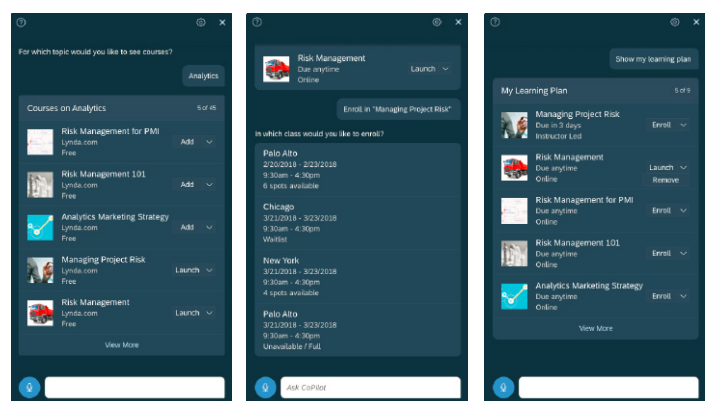 For which topic would you like to see courses?
Analytics
Courses on Analytics
5 of 45
Risk Management for PMI
Lynda.com
Free
Add
Risk Management 101
Lynda.com
Free
Add
Analytics Marketing Strategy
Lynda.com
Free
Add
Managing Project Risk
Lynda.com
Free
Launch
Risk Management
Lynda.com
Free
Launch
View More
Risk Management
Due anytime
Online
Launch
Enroll in "Managing Project Risk"
In which class would you like to enroll?
Palo Alto
2/20/2018 - 2/23/2018
9:30am - 4:30pm
6 spots available
Chicago
3/21/2018 - 3/23/2018
9:30am - 4:30pm
Waitlist
New York
3/21/2018 - 3/23/2018
9:30am - 4:30pm
4 spots available
Palo Alto
3/21/2018 - 3/23/2018
9:30am - 4:30pm
Unavailable / Full
Ask CoPilot
Show my learning plan
My Learning Plan
5 of 9
Managing Project Risk
Due in 3 days
Instructor Led
Enroll
Risk Management
Due anytime
Online
Launch
Remove
Risk Management for PMI
Due anytime
Online
Enroll
Risk Management 101
Due anytime
Online
Enroll
Analytics Marketing Strategy
Due anytime
Online
Enroll
View More